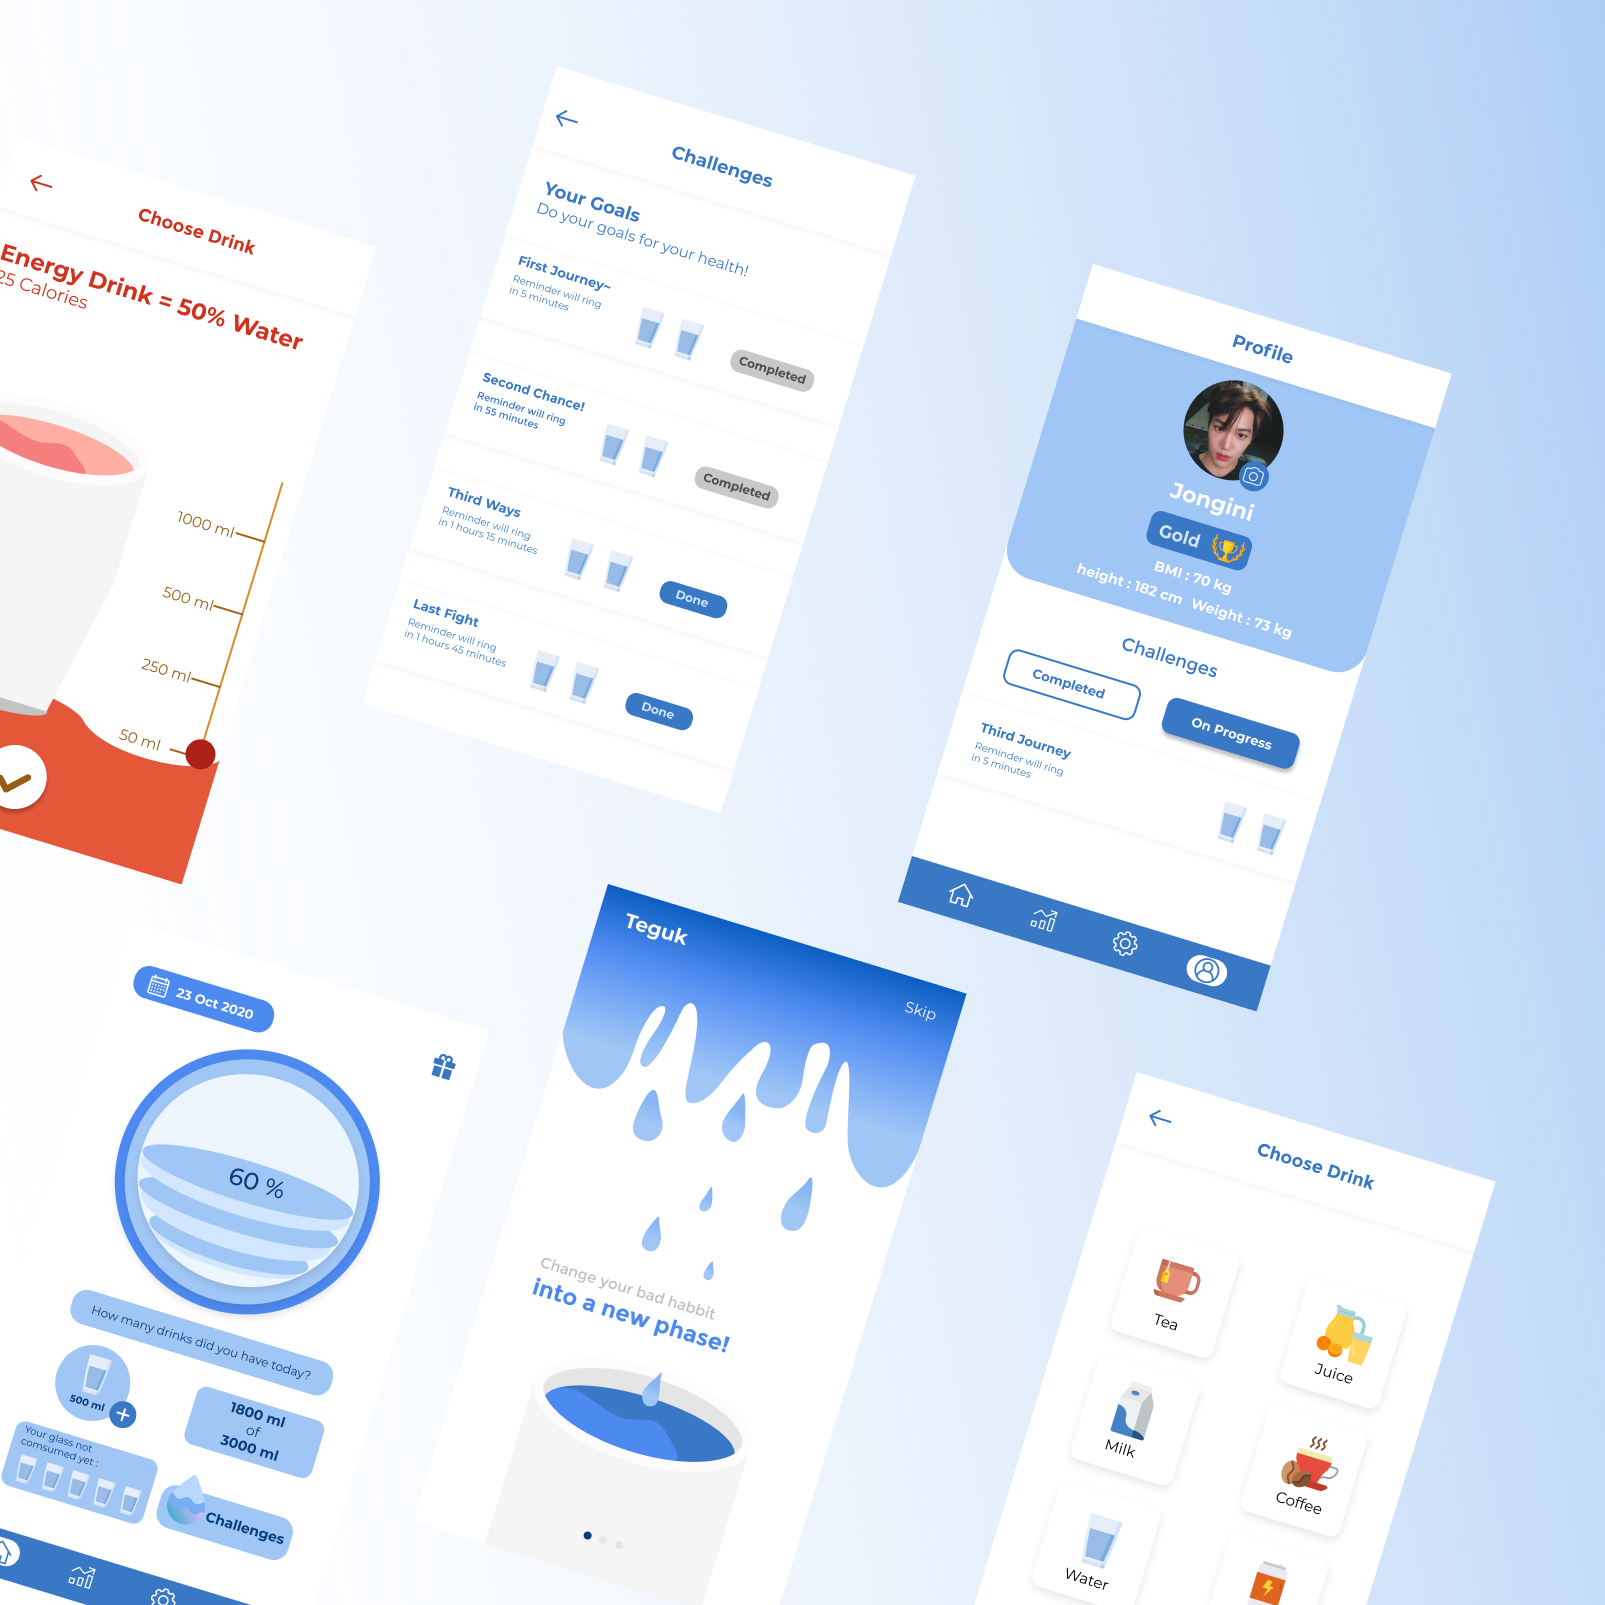 Choose Drink
Energy Drink = 50% Water
25 Calories
1000 ml
500 ml
250 ml
50 ml
Challenges
Your Goals
Do your goals for your health!
First Journey~
Reminder will ring
in 5 minutes
Completed
Second Chance!
Reminder will ring
in 55 minutes
Completed
Third Ways
Reminder will ring
in 1 hours 15 minutes
Done
Last Fight
Reminder will ring
in 1 hours 45 minutes
Done
Profile
Jongini
Gold
BMI : 70 kg
height : 182 cm Weight : 73 kg
Challenges
Completed
On Progress
Third Journey
Reminder will ring
in 5 minutes
23 Oct 2020
60 %
How many drinks did you have today?
500 ml
1800 ml
Of
3000 ml
Your glass not
comsumed yet :
Challenges
Teguk
Skip
Change your bad habbit
into a new phase!
Choose Drink
Tea
Juice
Milk
Coffee
Water